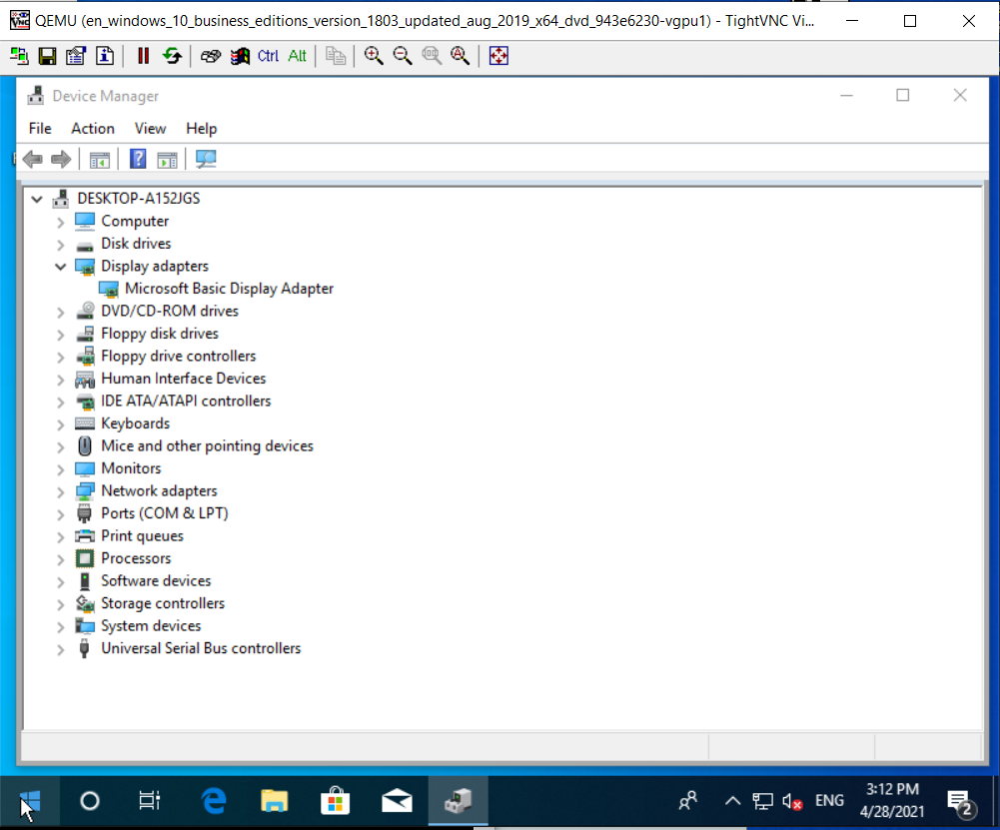 QEMU (en_windows_10_business_editions_version_1803_updated_aug_2019_x64_dvd_943e6230-vgpu1) - TightVNC Vi...
Ctrl Alt
Device Manager
File Action View Help
DESKTOP-A152JGS
Computer
Disk drives
Display adapters
Microsoft Basic Display Adapter
DVD/CD-ROM drives
Floppy disk drives
Floppy drive controllers
Human Interface Devices
IDE ATA/ATAPI controllers
Keyboards
Mice and other pointing devices
Monitors
Network adapters
Ports (COM & LPT)
Print queues
Processors
Software devices
Storage controllers
System devices
Universal Serial Bus controllers
ENG
3:12 PM
4/28/2021
2